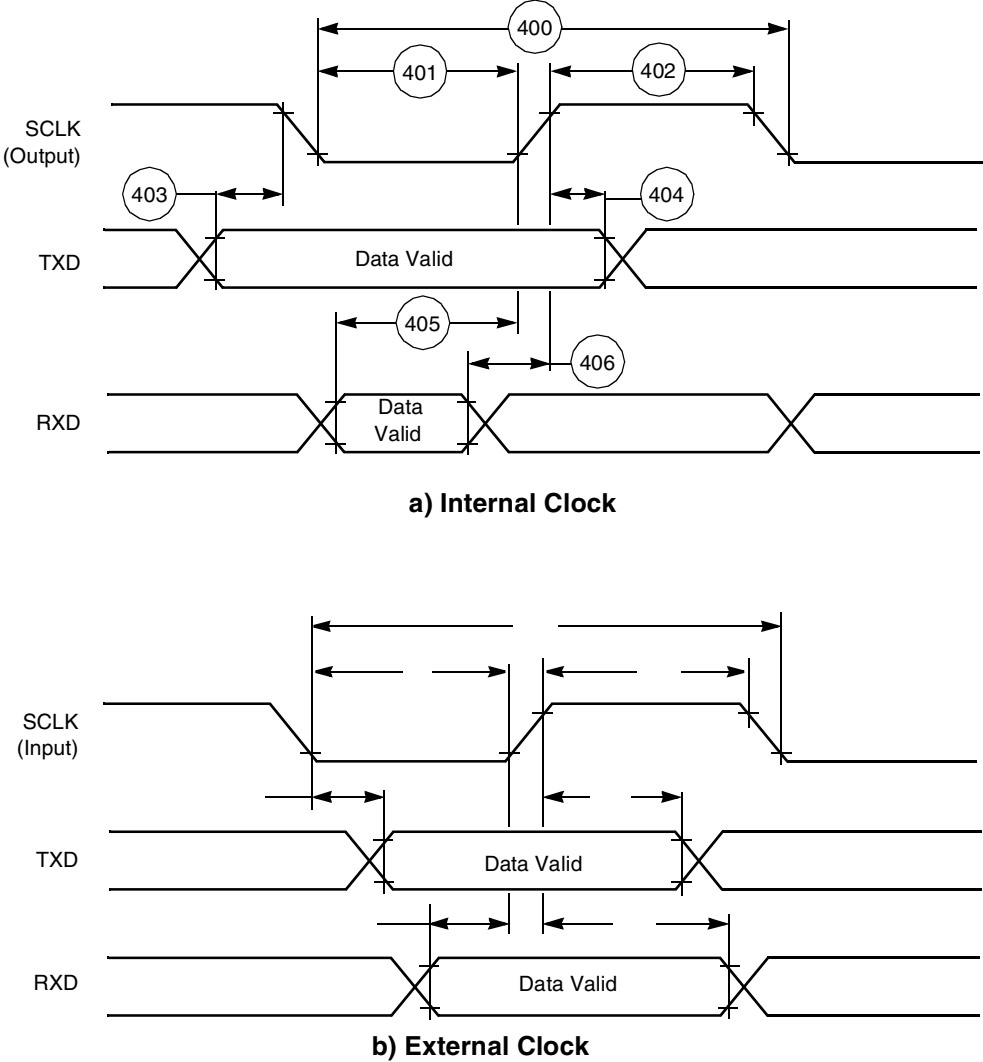 400
401
402
SCLK
(Output)
403
404
TXD
Data Valid
405
406
RXD
Data
Valid
a) Internal Clock
SCLK
(Input)
TXD
Data Valid
RXD
Data Valid
b) External Clock